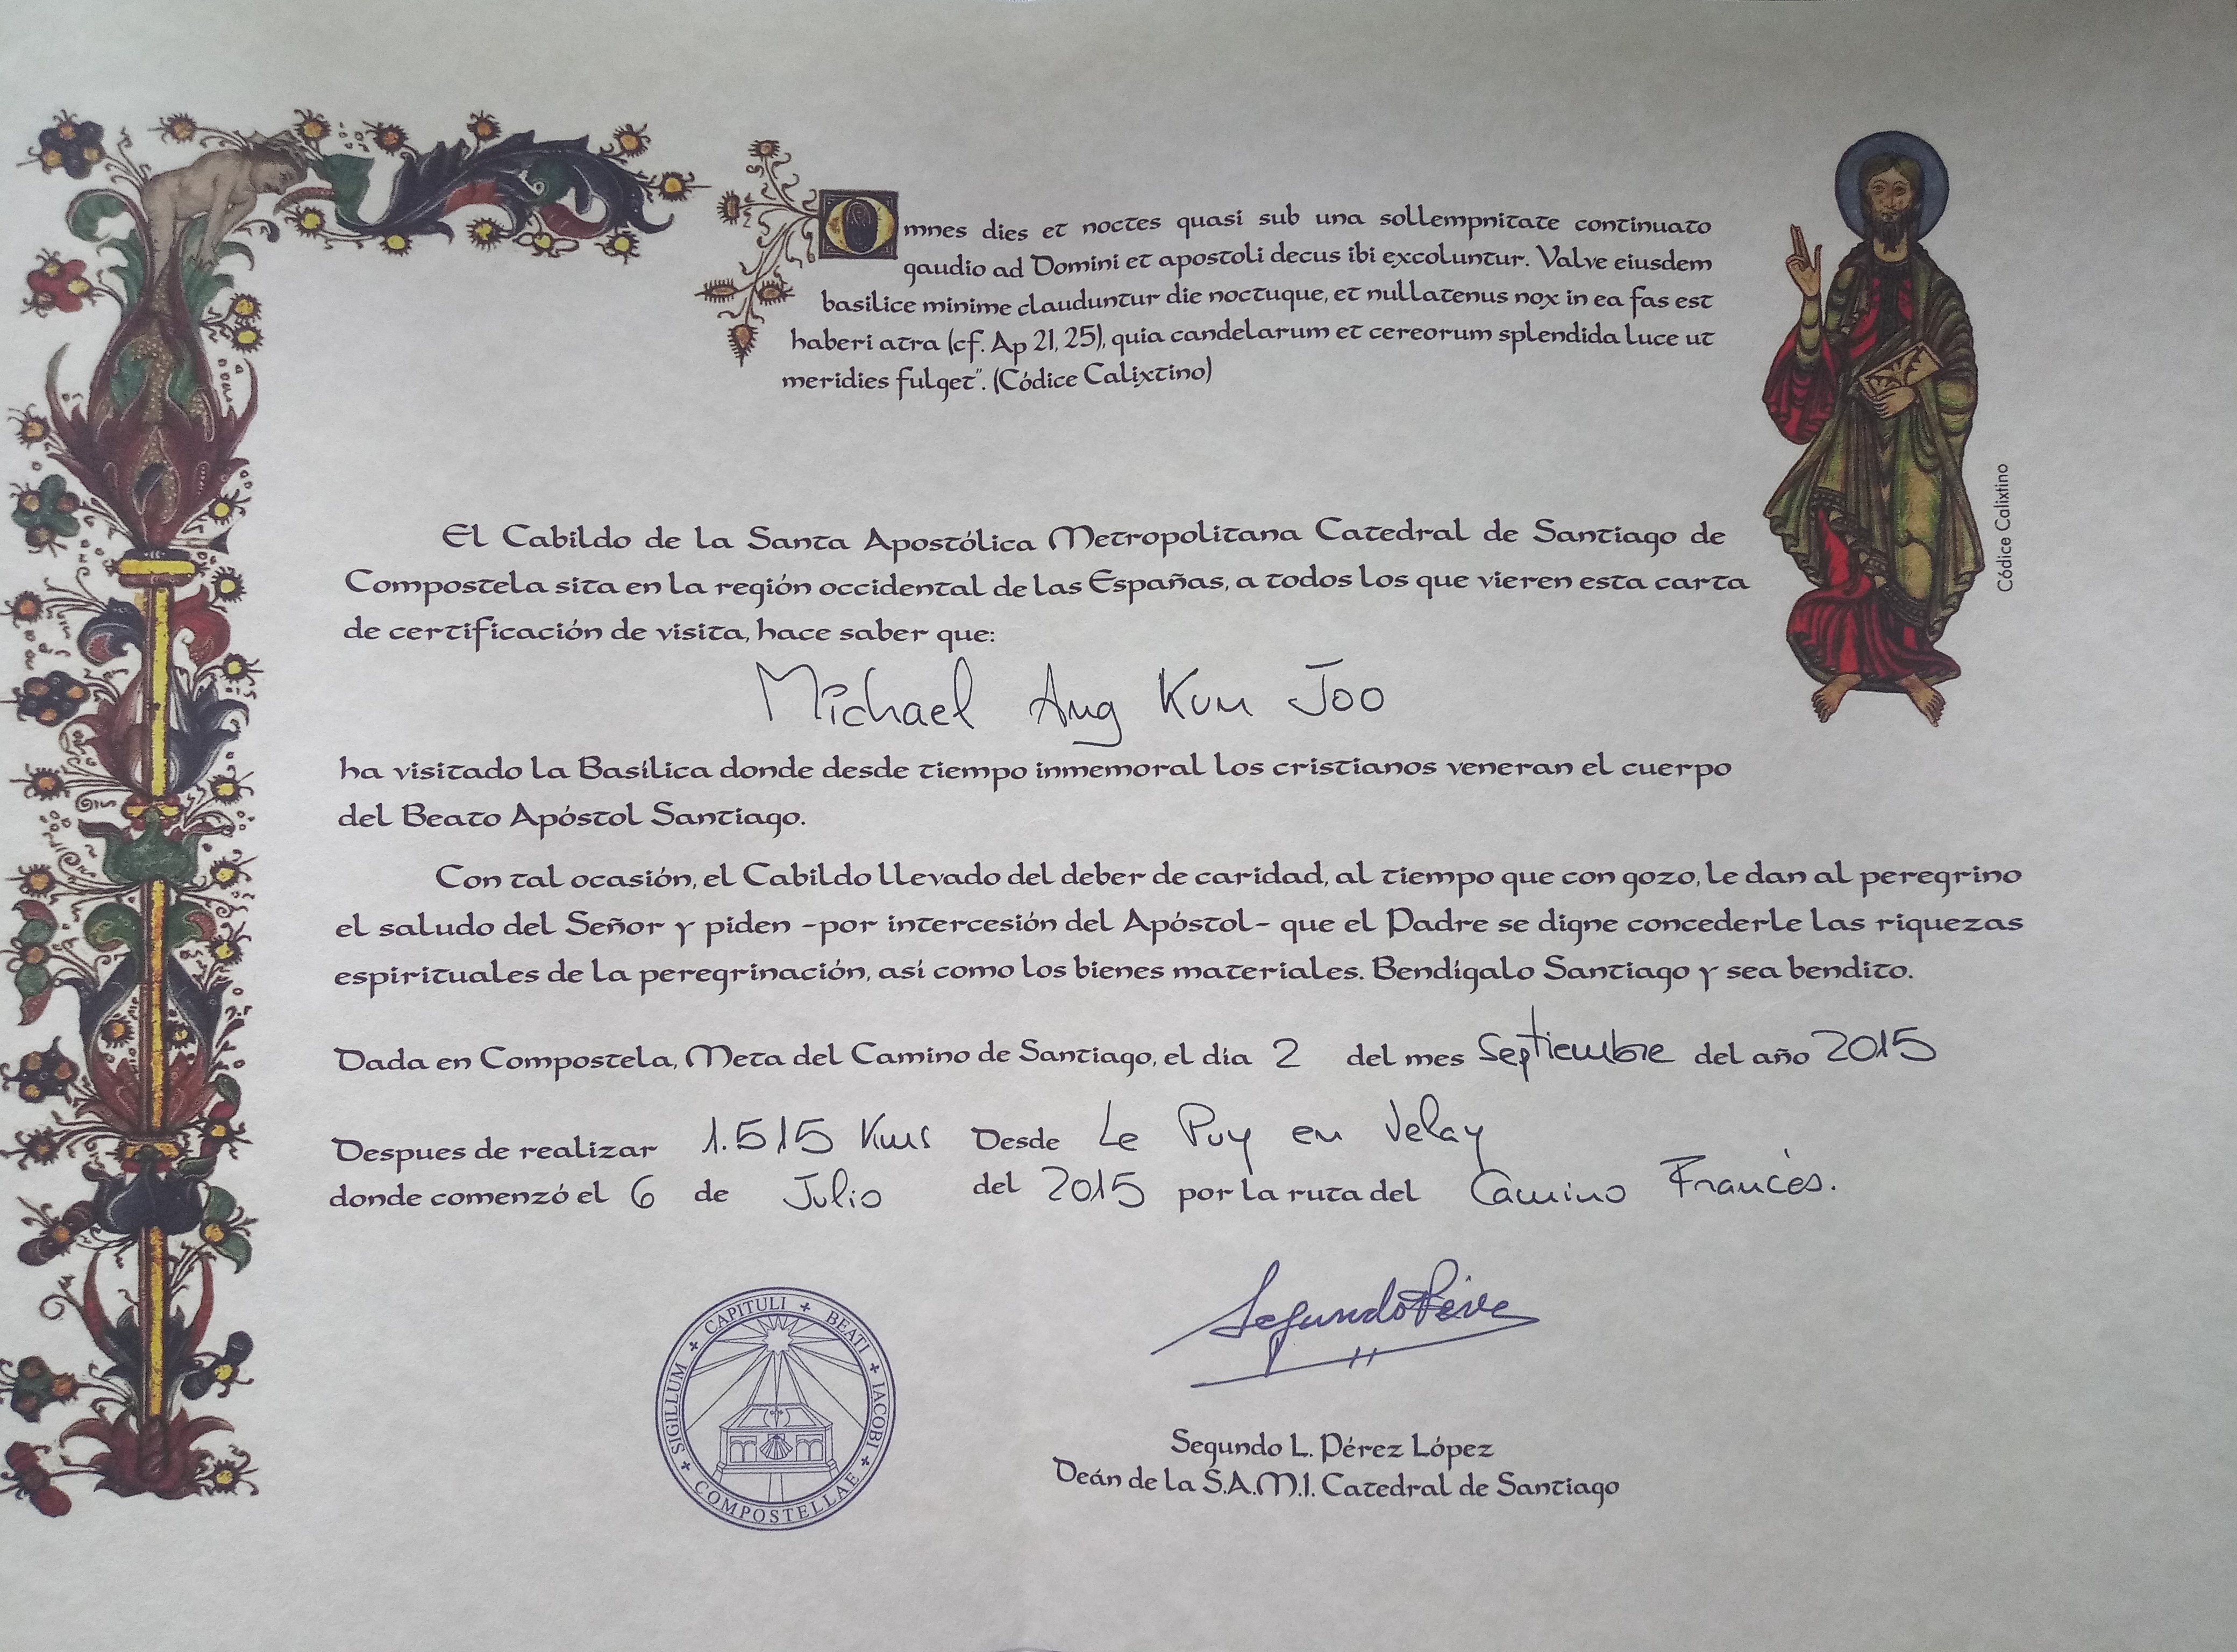 Omnes dies et noctes quasi sub una sollempnitate continuato
gaudio ad Domini et apostoli decus ibi excoluntur. Valve eiusdem
basilice minime clauduntur die noctuque, et nullatenus nox in ea fas est
haberi atra (cf. Ap 21, 25), quia candelarum et cereorum splendida luce ut
meridies fulget". (Códice Calixtino)
Códice Calixtino
El Cabildo de la Santa Apostólica Metropolitana Catedral de Santiago de
Compostela sita en la región occidental de las Españas, a todos los que vieren esta carta
de certificación de visita, hace saber que:
Michael Ang Kun Joo
ha visitado la Basílica donde desde tiempo inmemorial los cristianos veneran el cuerpo
del Beato Apóstol Santiago.
Con tal ocasión, el Cabildo llevado del deber de caridad, al tiempo que con gozo, le dan al peregrino
el saludo del Señor y piden -por intercesión del Apóstol- que el Padre se digne concederle las riquezas
espirituales de la peregrinación, así como los bienes materiales. Bendígalo Santiago y sea bendito.
Dada en Compostela, Meta del Camino de Santiago, el día 2 del mes Septiembre del año 2015
Despues de realizar 1.515 Kms Desde Le Puy en Velay
donde comenzó el 6 de Julio del 2015 por la ruta del Camino Francés.
SIGILLUM + CAPITULI + BEATI + IACOBI + COMPOSTELLAE +
Segundo Pérez
Segundo L. Pérez López
Deán de la S.A.M.I. Catedral de Santiago